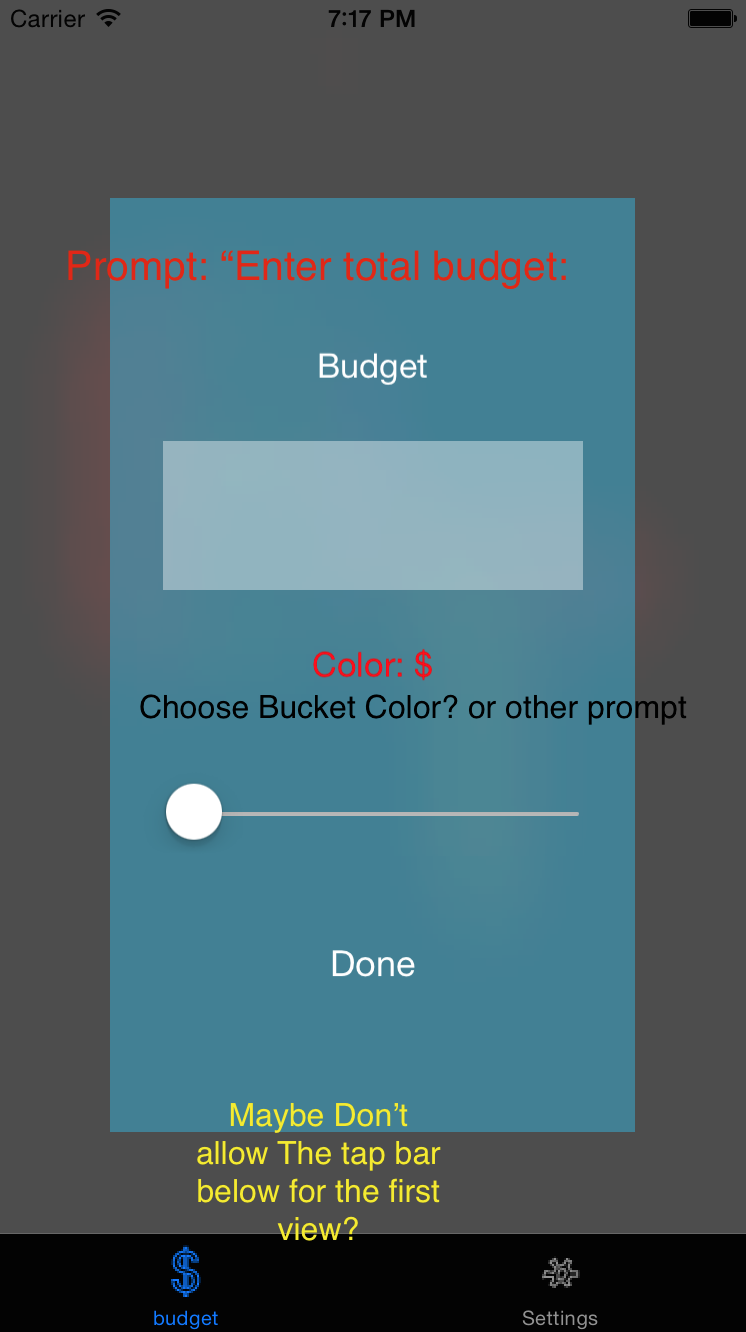 Carrier 7:17 PM
Prompt: “Enter total budget:
Budget
Color: $
Choose Bucket Color? or other prompt
Done
Maybe Don’t
allow The tap bar
below for the first
view?
$
budget Settings